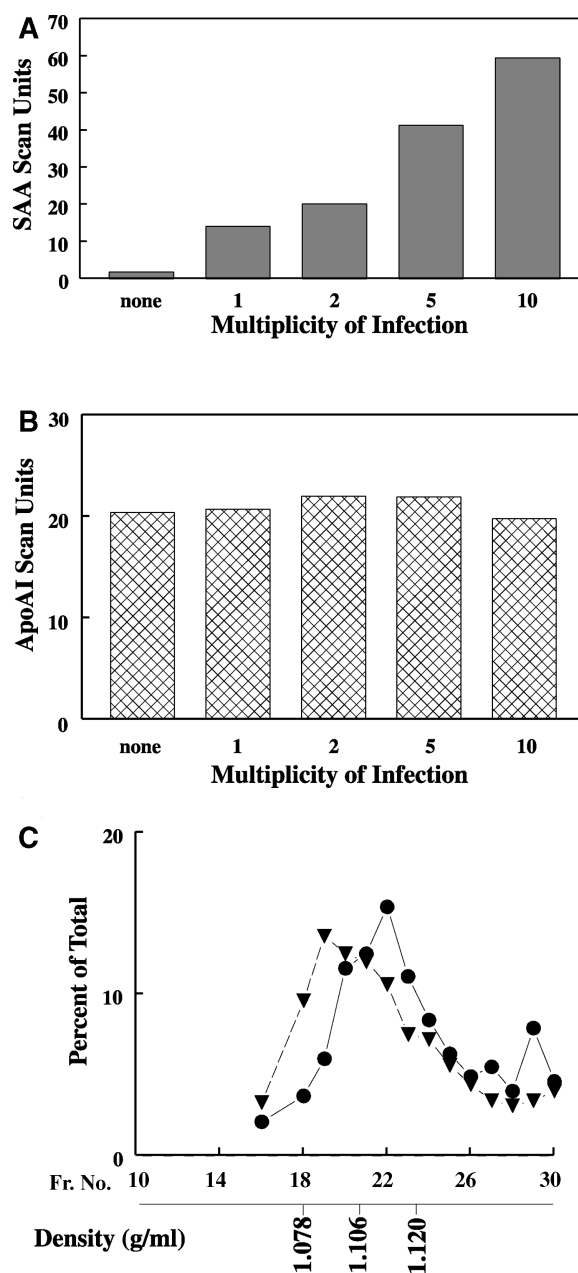 A
SAA Scan Units
70
60
50
40
30
20
10
0
none 1 2 5 10
Multiplicity of Infection
B
ApoAI Scan Units
30
20
10
0
none 1 2 5 10
Multiplicity of Infection
C
Percent of Total
20
10
0
Fr. No. 10 14 18 22 26 30
Density (g/ml) 1.078 1.106 1.120